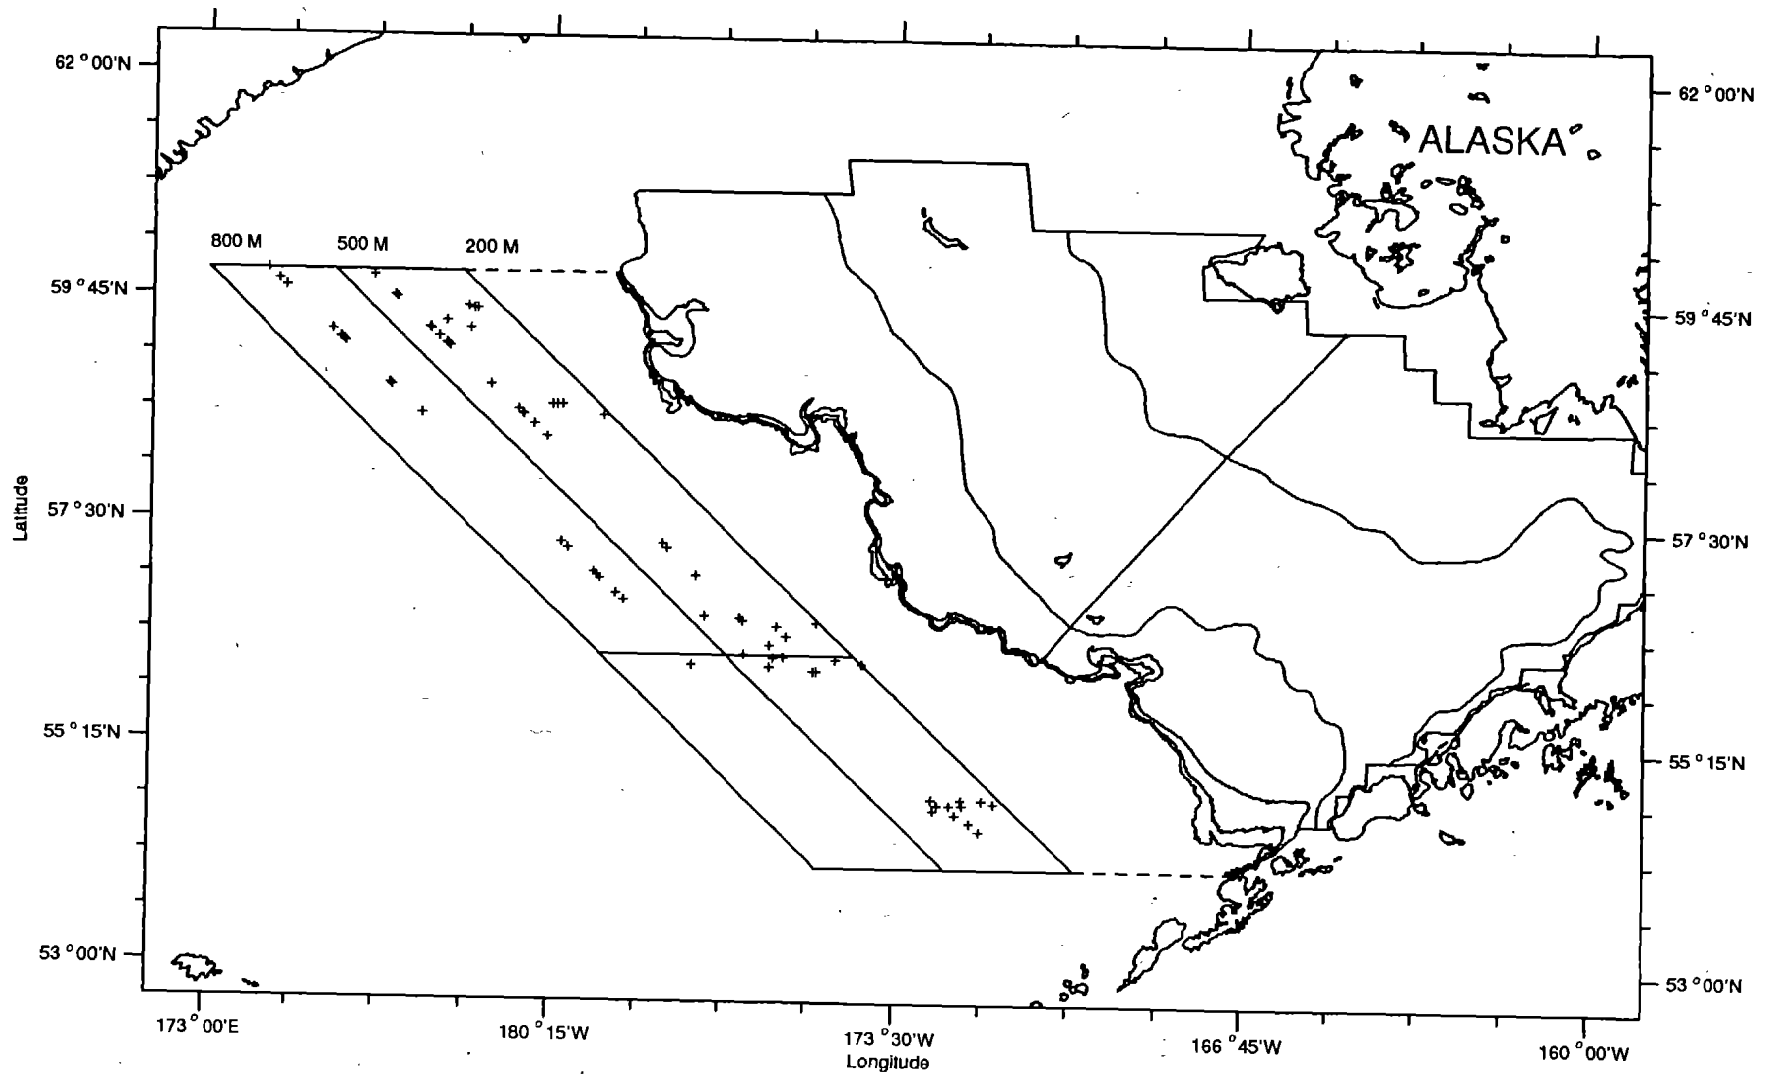 62 °00'N
62 °00'N
ALASKA
800 M
500 M
200 M
59 °45'N
59 °45'N
57 °30'N
57 °30'N
Latitude
55 °15'N
55 °15'N
53 °00'N
53 °00'N
173 °00'E
180 °15'W
173 °30'W
166 °45'W
160 °00'W
Longitude